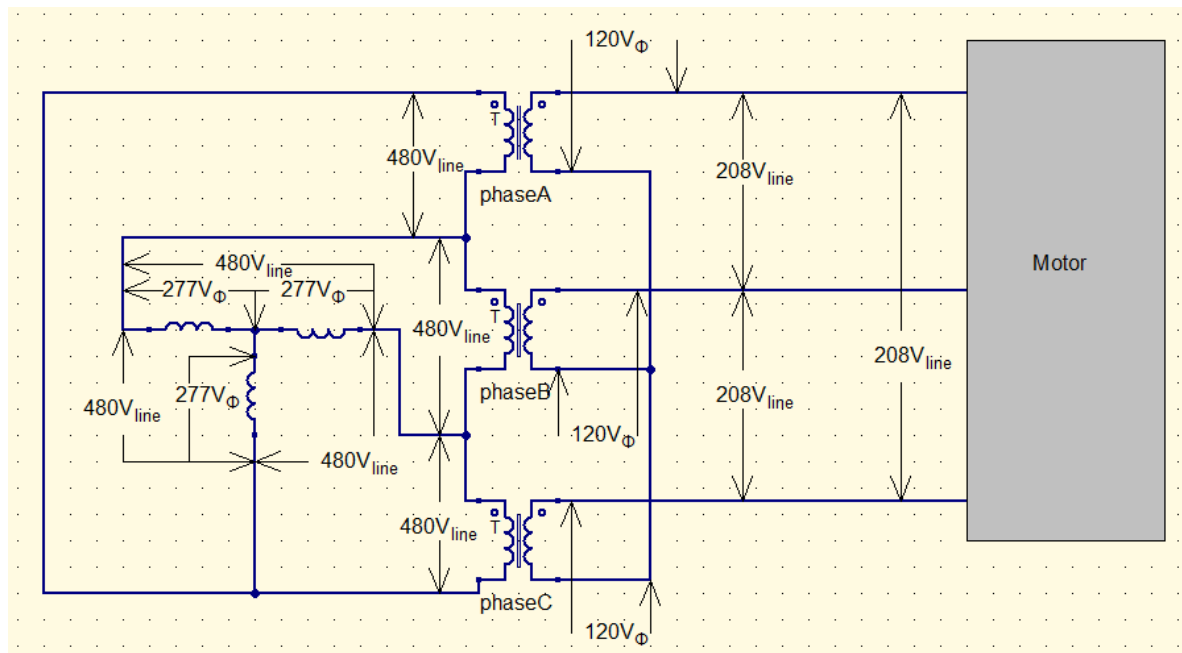 120VΦ
T
480Vline
phaseA
208Vline
480Vline
277VΦ 277VΦ
Motor
T
480Vline
208Vline
phaseB
277VΦ
480Vline
208Vline
120VΦ
480Vline
T
480Vline
phaseC
120VΦ